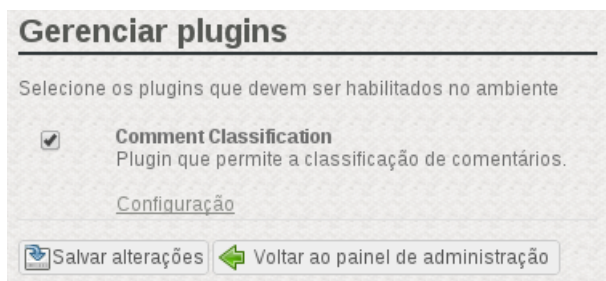 Gerenciar plugins
Selecione os plugins que devem ser habilitados no ambiente
Comment Classification
Plugin que permite a classificação de comentários.
Configuração
Salvar alterações Voltar ao painel de administração